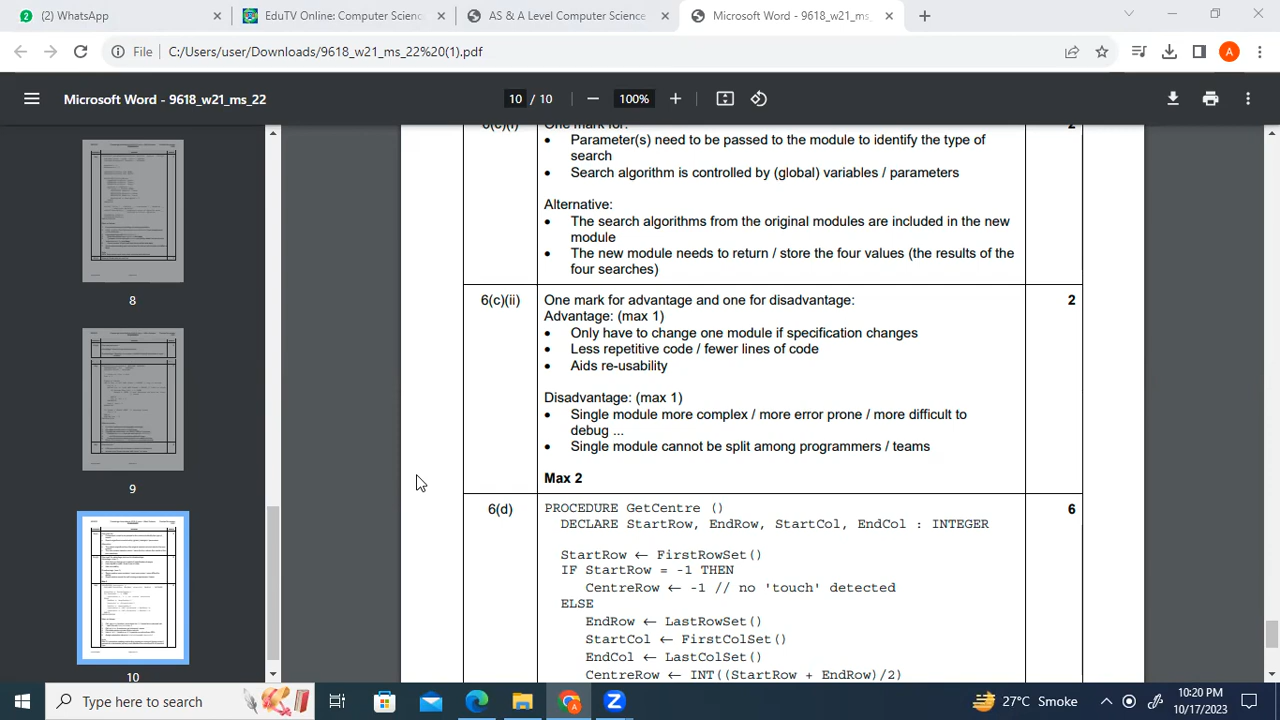 (2) WhatsApp
EduTV Online: Computer Scienc
AS & A Level Computer Science
Microsoft Word - 9618_w21_ms_
File C:/Users/user/Downloads/9618_w21_ms_22%20(1).pdf
A
Microsoft Word - 9618_w21_ms_22
10 / 10
100%
8
9
10
6(c)(i) One mark for: 2
• Parameter(s) need to be passed to the module to identify the type of
search
• Search algorithm is controlled by (global) variables / parameters
Alternative:
• The search algorithms from the original modules are included in the new
module
• The new module needs to return / store the four values (the results of the
four searches)
6(c)(ii) One mark for advantage and one for disadvantage: 2
Advantage: (max 1)
• Only have to change one module if specification changes
• Less repetitive code / fewer lines of code
• Aids re-usability
Disadvantage: (max 1)
• Single module more complex / more error prone / more difficult to
debug ...
• Single module cannot be split among programmers / teams
Max 2
6(d) PROCEDURE GetCentre () 6
DECLARE StartRow, EndRow, StartCol, EndCol : INTEGER
StartRow ← FirstRowSet()
IF StartRow = -1 THEN
CentreRow ← -1 // no 'touch' detected
ELSE
EndRow ← LastRowSet()
StartCol ← FirstColSet()
EndCol ← LastColSet()
CentreRow ← INT((StartRow + EndRow)/2)
Type here to search
27°C Smoke
10:20 PM
10/17/2023